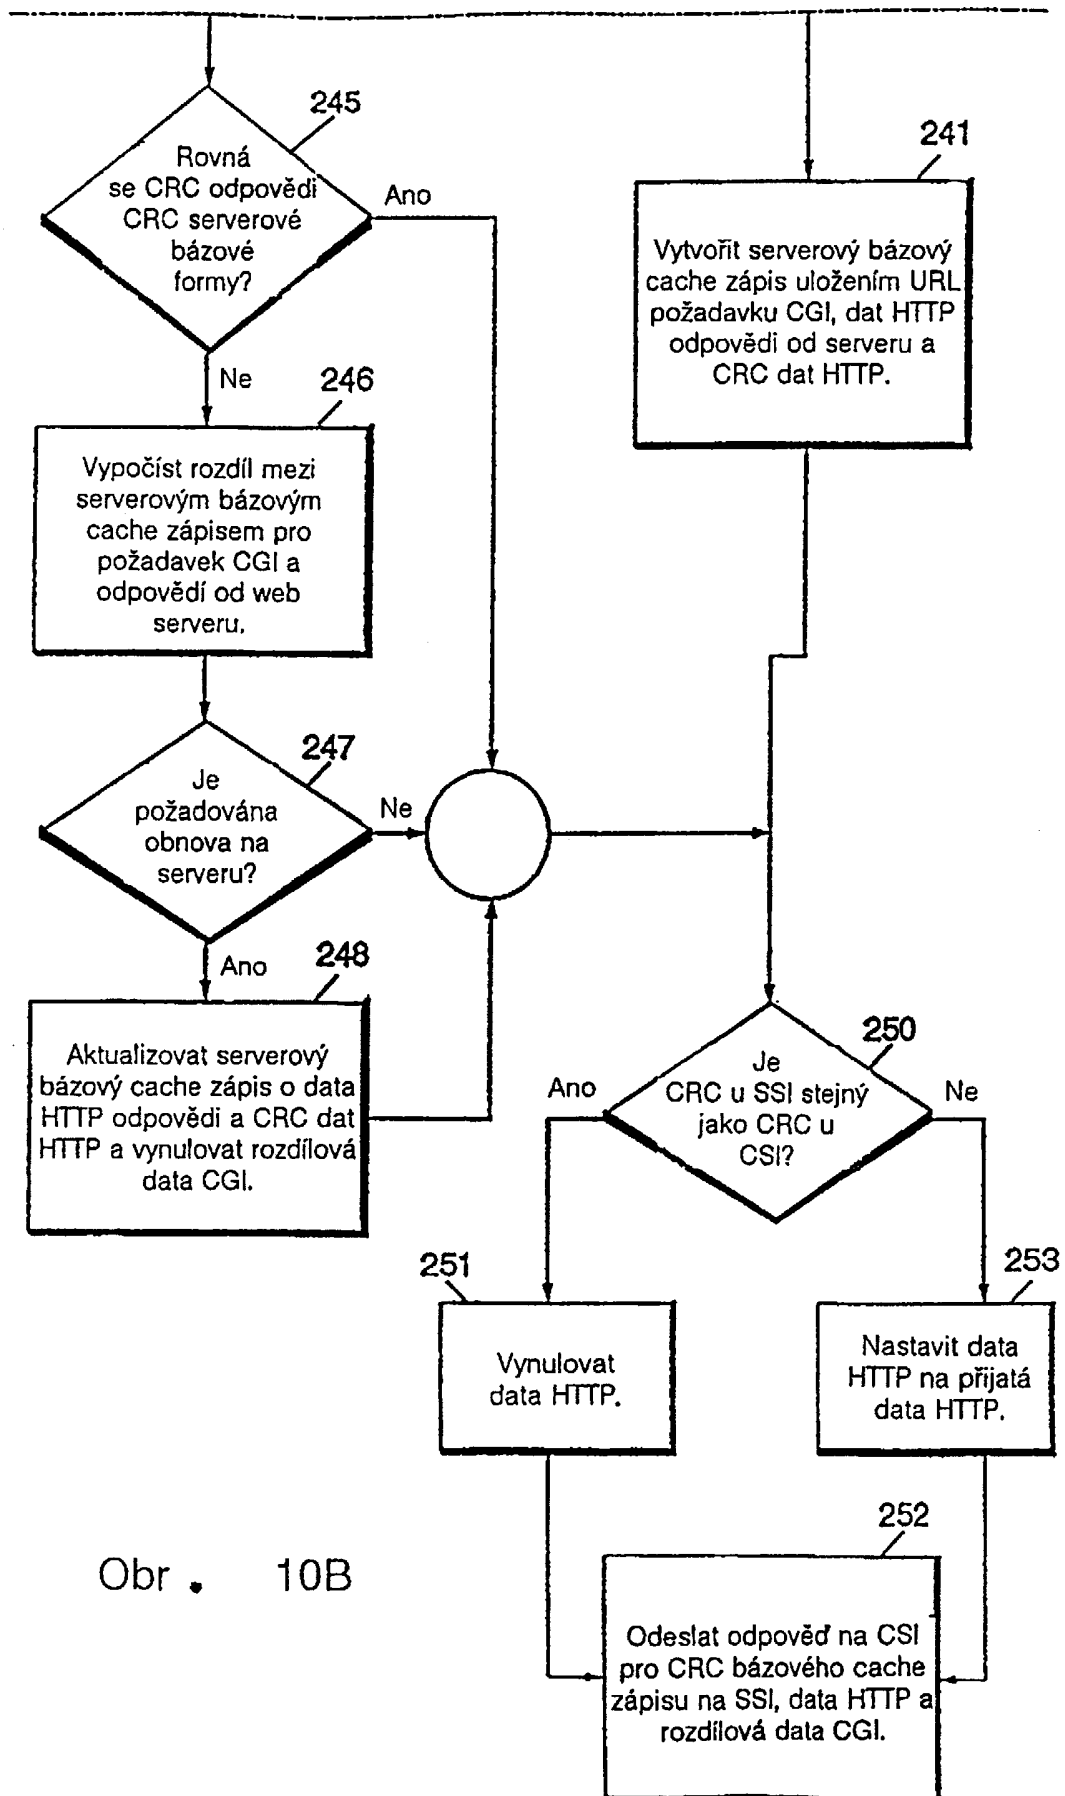 245
Rovná
se CRC odpovědi
CRC serverové
bázové
formy?
Ano
Ne
241
Vytvořit serverový bázový
cache zápis uložením URL
požadavku CGI, dat HTTP
odpovědi od serveru a
CRC dat HTTP.
246
Vypočíst rozdíl mezi
serverovým bázovým
cache zápisem pro
požadavek CGI a
odpovědí od web
serveru.
247
Je
požadována
obnova na
serveru?
Ne
Ano
248
Aktualizovat serverový
bázový cache zápis o data
HTTP odpovědi a CRC dat
HTTP a vynulovat rozdílová
data CGI.
250
Je
CRC u SSI stejný
jako CRC u
CSI?
Ano
Ne
251
Vynulovat
data HTTP.
253
Nastavit data
HTTP na přijatá
data HTTP.
252
Odeslat odpověď na CSI
pro CRC bázového cache
zápisu na SSI, data HTTP a
rozdílová data CGI.
Obr. 10B